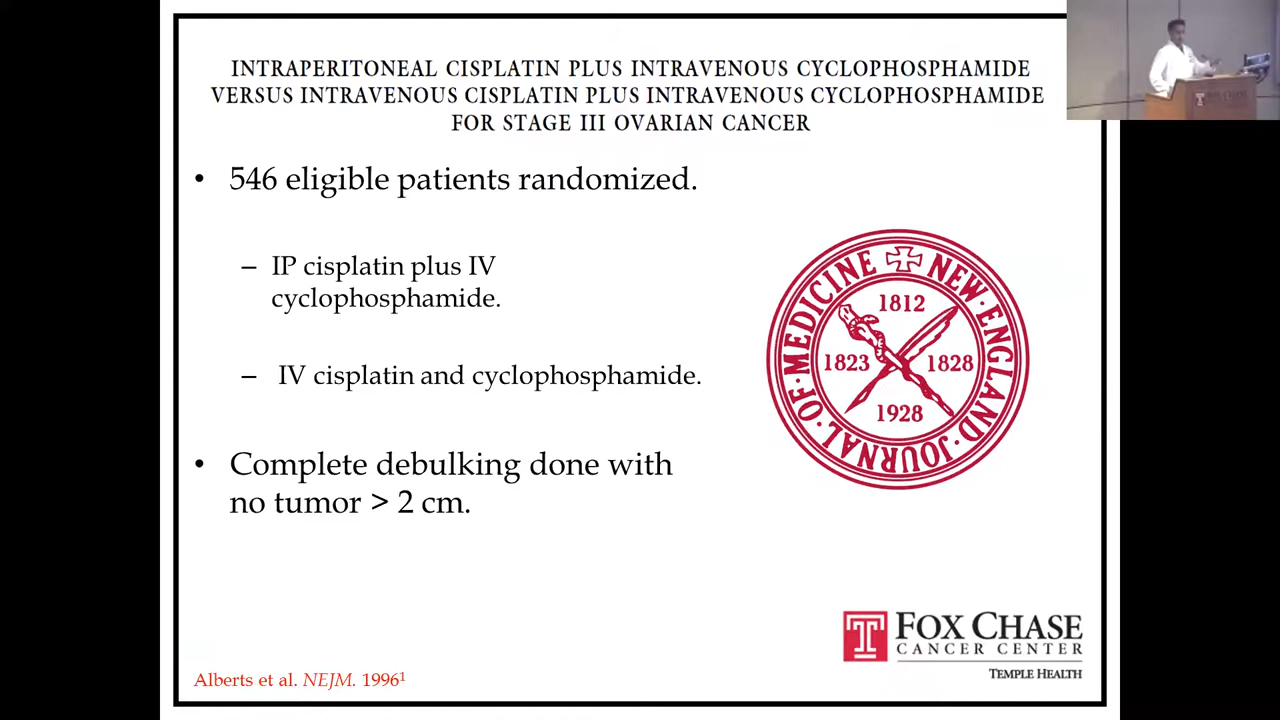 INTRAPERITONEAL CISPLATIN PLUS INTRAVENOUS CYCLOPHOSPHAMIDE
VERSUS INTRAVENOUS CISPLATIN PLUS INTRAVENOUS CYCLOPHOSPHAMIDE
FOR STAGE III OVARIAN CANCER
• 546 eligible patients randomized.
– IP cisplatin plus IV
cyclophosphamide.
– IV cisplatin and cyclophosphamide.
• Complete debulking done with
no tumor > 2 cm.
NEW·ENGLAND·JOURNAL·OF·MEDICINE
1812
1823
1828
1928
FOX CHASE
CANCER CENTER
TEMPLE HEALTH
Alberts et al. NEJM. 1996¹
FOX CHASE